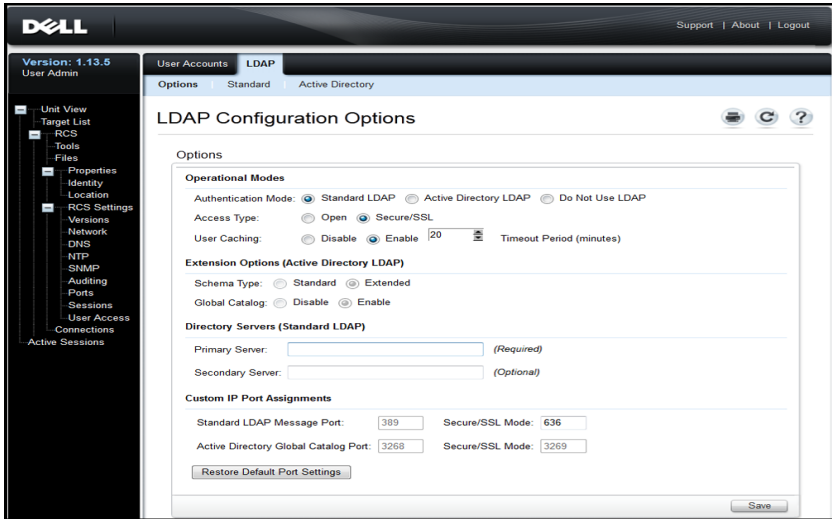 DELL
Support | About | Logout
Version: 1.13.5
User Admin
User Accounts LDAP
Options Standard Active Directory
Unit View
Target List
RCS
Tools
Files
Properties
Identity
Location
RCS Settings
Versions
Network
DNS
NTP
SNMP
Auditing
Ports
Sessions
User Access
Connections
Active Sessions
LDAP Configuration Options
?
Options
Operational Modes
Authentication Mode: Standard LDAP Active Directory LDAP Do Not Use LDAP
Access Type: Open Secure/SSL
User Caching: Disable Enable 20 Timeout Period (minutes)
Extension Options (Active Directory LDAP)
Schema Type: Standard Extended
Global Catalog: Disable Enable
Directory Servers (Standard LDAP)
Primary Server: (Required)
Secondary Server: (Optional)
Custom IP Port Assignments
Standard LDAP Message Port: 389 Secure/SSL Mode: 636
Active Directory Global Catalog Port: 3268 Secure/SSL Mode: 3269
Restore Default Port Settings
Save